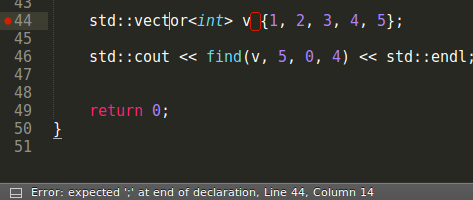 43
44 std::vector<int> v {1, 2, 3, 4, 5};
45
46 std::cout << find(v, 5, 0, 4) << std::endl;
47
48
49 return 0;
50 }
51
Error: expected ';' at end of declaration, Line 44, Column 14